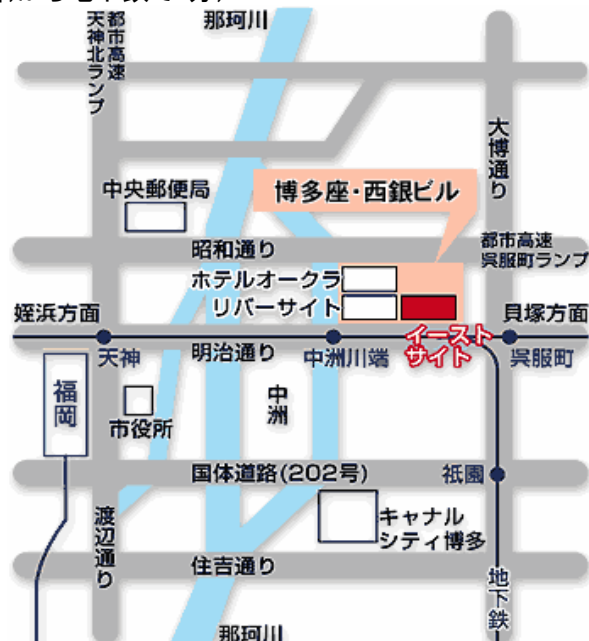 那珂川
都市高速
天神北ランプ
大博通り
中央郵便局
博多座・西銀ビル
昭和通り
都市高速
呉服町ランプ
ホテルオークラ
リバーサイト
姪浜方面
イースト
サイト
貝塚方面
天神
明治通り
中洲川端
呉服町
福岡
市役所
中洲
国体道路(202号)
祇園
渡辺通り
キャナル
シティ博多
住吉通り
地下鉄
那珂川